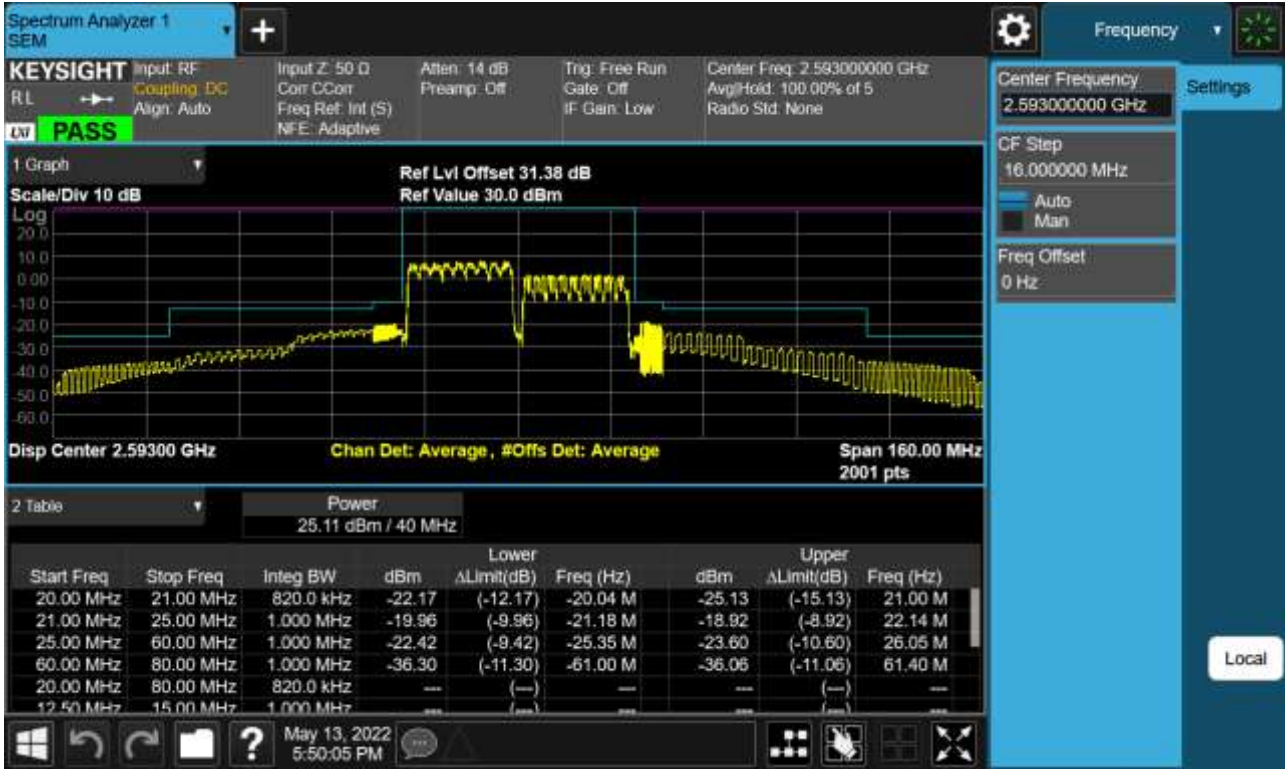 Spectrum Analyzer 1
SEM
+
Frequency
KEYSIGHT
RL
LXI
PASS
Input: RF
Coupling: DC
Align: Auto
Input Z: 50 Ω
Corr CCorr
Freq Ref: Int (S)
NFE: Adaptive
Atten: 14 dB
Preamp: Off
Trig: Free Run
Gate: Off
IF Gain: Low
Center Freq: 2.593000000 GHz
Avg|Hold: 100.00% of 5
Radio Std: None
Center Frequency
2.593000000 GHz
Settings
CF Step
16.000000 MHz
Auto
Man
Freq Offset
0 Hz
Local
1 Graph
Scale/Div 10 dB
Ref Lvl Offset 31.38 dB
Ref Value 30.0 dBm
Log
20.0
10.0
0.00
-10.0
-20.0
-30.0
-40.0
-50.0
-60.0
Disp Center 2.59300 GHz
Chan Det: Average , #Offs Det: Average
Span 160.00 MHz
2001 pts
2 Table
Power
25.11 dBm / 40 MHz
Lower Upper
Start Freq Stop Freq Integ BW dBm ΔLimit(dB) Freq (Hz) dBm ΔLimit(dB) Freq (Hz)
20.00 MHz 21.00 MHz 820.0 kHz -22.17 (-12.17) -20.04 M -25.13 (-15.13) 21.00 M
21.00 MHz 25.00 MHz 1.000 MHz -19.96 (-9.96) -21.18 M -18.92 (-8.92) 22.14 M
25.00 MHz 60.00 MHz 1.000 MHz -22.42 (-9.42) -25.35 M -23.60 (-10.60) 26.05 M
60.00 MHz 80.00 MHz 1.000 MHz -36.30 (-11.30) -61.00 M -36.06 (-11.06) 61.40 M
20.00 MHz 80.00 MHz 820.0 kHz --- (---) --- --- (---) ---
12.50 MHz 15.00 MHz 1.000 MHz --- (---) --- --- (---) ---
?
May 13, 2022
5:50:05 PM